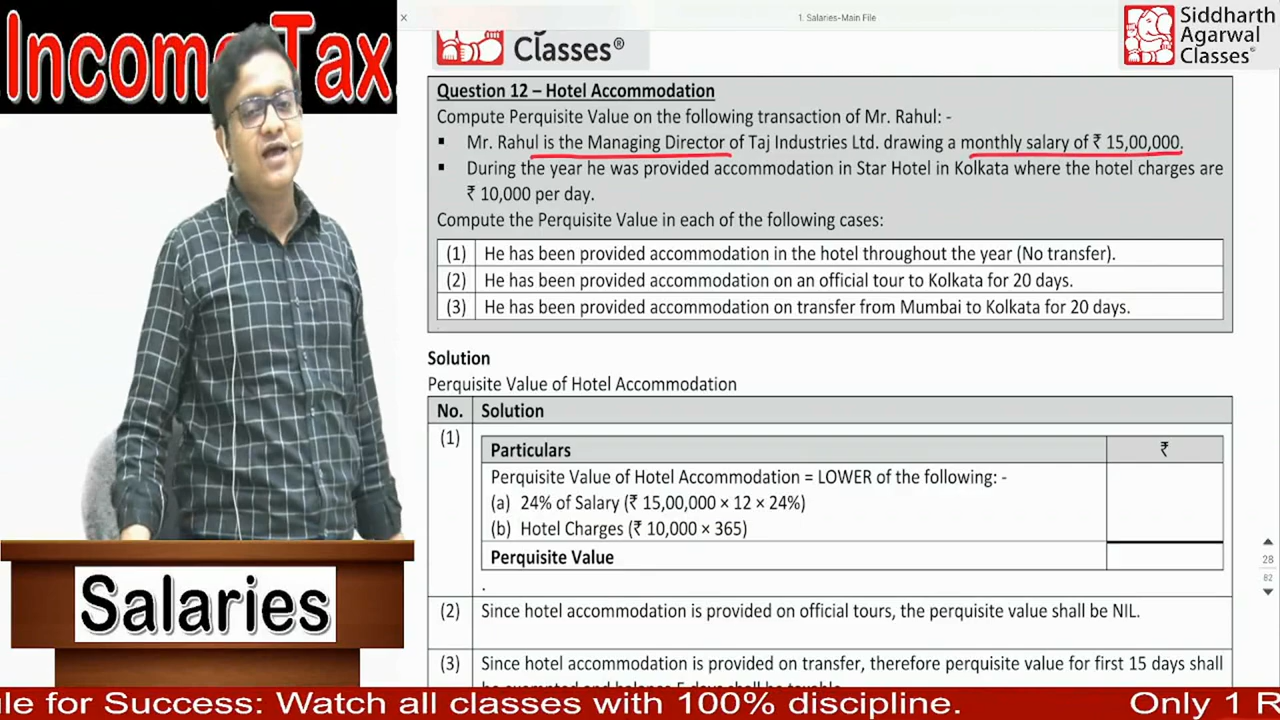 Income Tax
1. Salaries-Main File
Siddharth
Agarwal
Classes®
Classes®
Question 12 – Hotel Accommodation
Compute Perquisite Value on the following transaction of Mr. Rahul: -
▪ Mr. Rahul is the Managing Director of Taj Industries Ltd. drawing a monthly salary of ₹ 15,00,000.
▪ During the year he was provided accommodation in Star Hotel in Kolkata where the hotel charges are
₹ 10,000 per day.
Compute the Perquisite Value in each of the following cases:
(1) He has been provided accommodation in the hotel throughout the year (No transfer).
(2) He has been provided accommodation on an official tour to Kolkata for 20 days.
(3) He has been provided accommodation on transfer from Mumbai to Kolkata for 20 days.
Solution
Perquisite Value of Hotel Accommodation
No. Solution
(1)
Particulars ₹
Perquisite Value of Hotel Accommodation = LOWER of the following: -
(a) 24% of Salary (₹ 15,00,000 × 12 × 24%)
(b) Hotel Charges (₹ 10,000 × 365)
Perquisite Value
28
82
(2) Since hotel accommodation is provided on official tours, the perquisite value shall be NIL.
(3) Since hotel accommodation is provided on transfer, therefore perquisite value for first 15 days shall
Salaries
ule for Success: Watch all classes with 100% discipline. Only 1 R